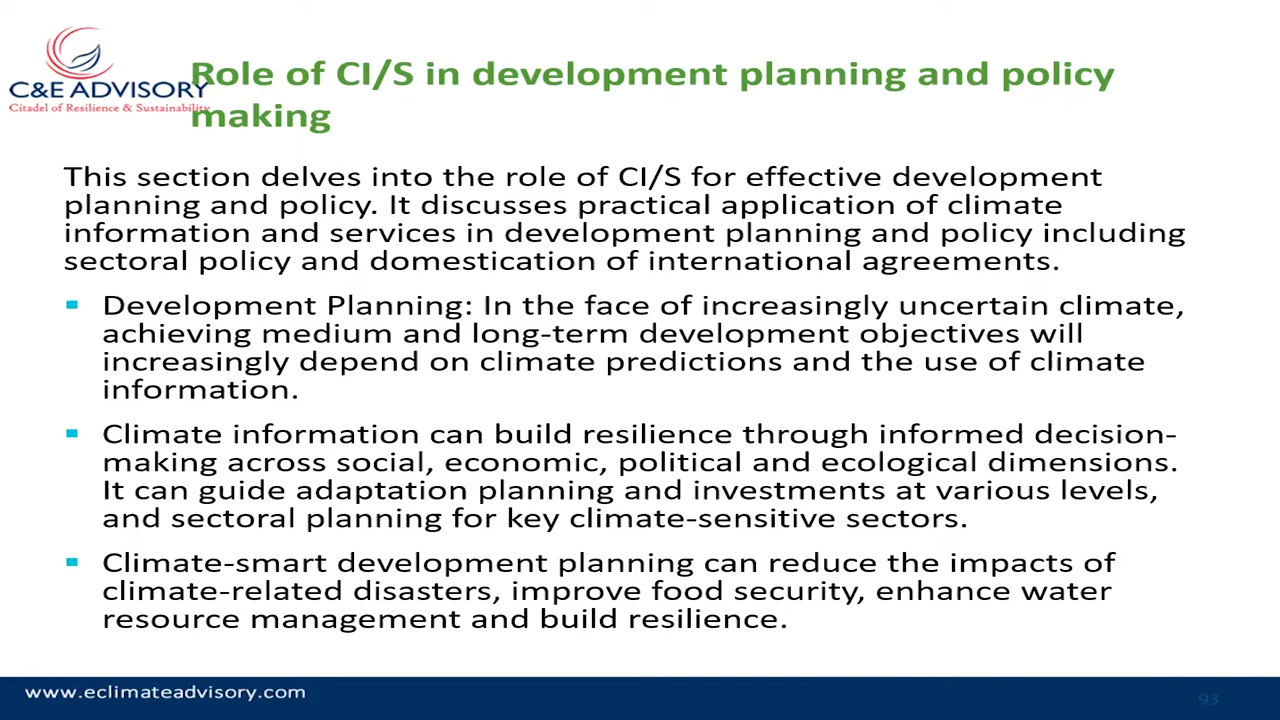 C&E ADVISORY
Citadel of Resilience & Sustainability
Role of CI/S in development planning and policy
making
This section delves into the role of CI/S for effective development
planning and policy. It discusses practical application of climate
information and services in development planning and policy including
sectoral policy and domestication of international agreements.
Development Planning: In the face of increasingly uncertain climate,
achieving medium and long-term development objectives will
increasingly depend on climate predictions and the use of climate
information.
Climate information can build resilience through informed decision-
making across social, economic, political and ecological dimensions.
It can guide adaptation planning and investments at various levels,
and sectoral planning for key climate-sensitive sectors.
Climate-smart development planning can reduce the impacts of
climate-related disasters, improve food security, enhance water
resource management and build resilience.
www.eclimateadvisory.com
93